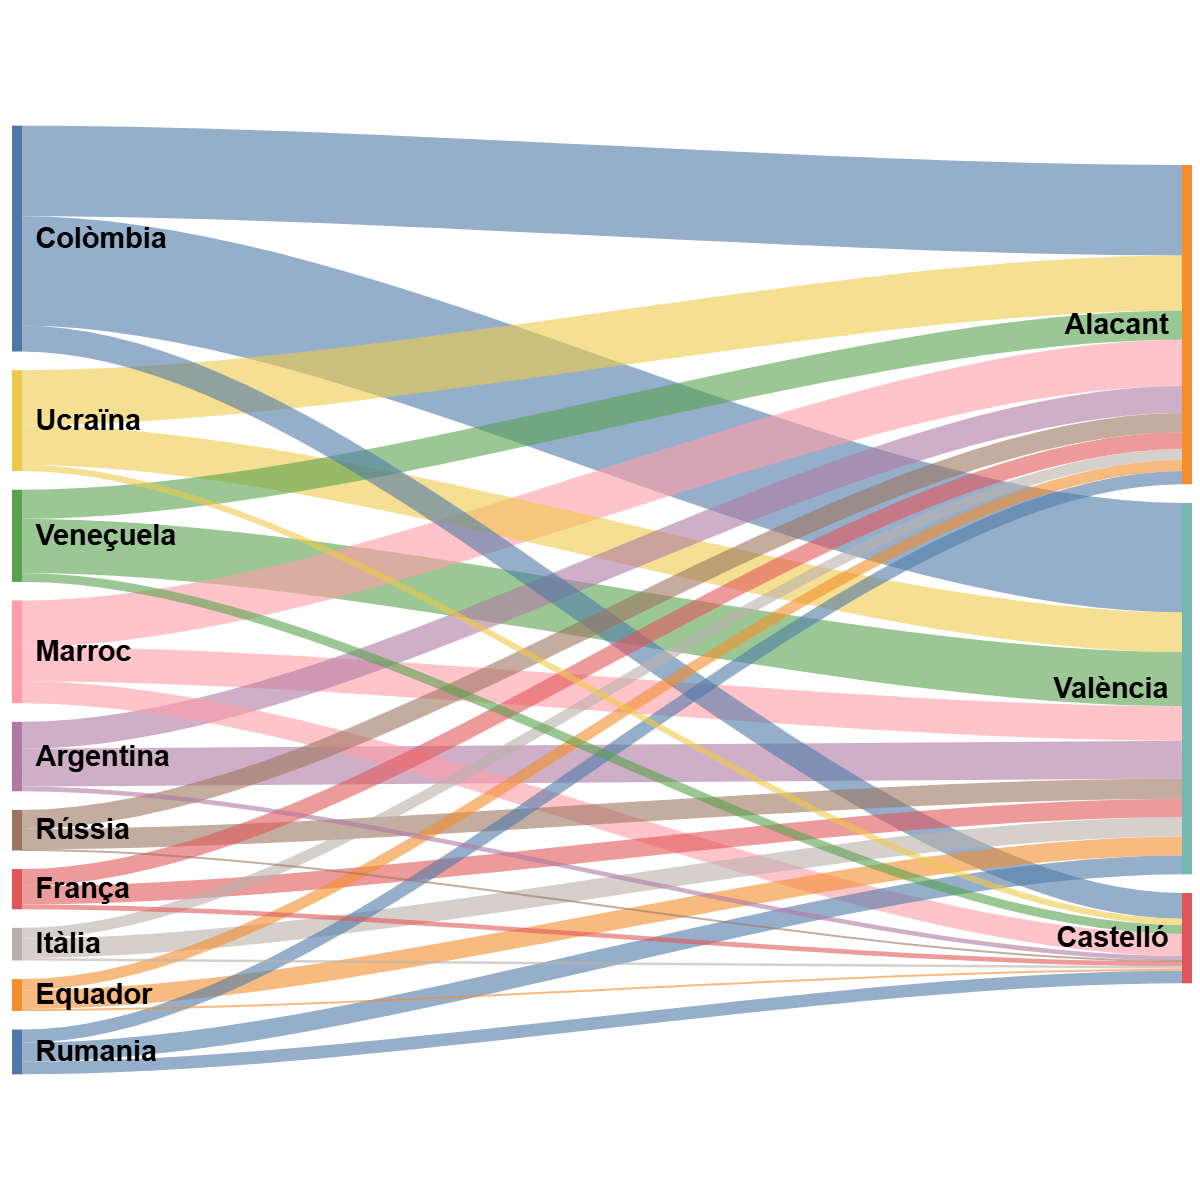 Colòmbia
Ucraïna
Veneçuela
Marroc
Argentina
Rússia
França
Itàlia
Equador
Rumania
Alacant
València
Castelló